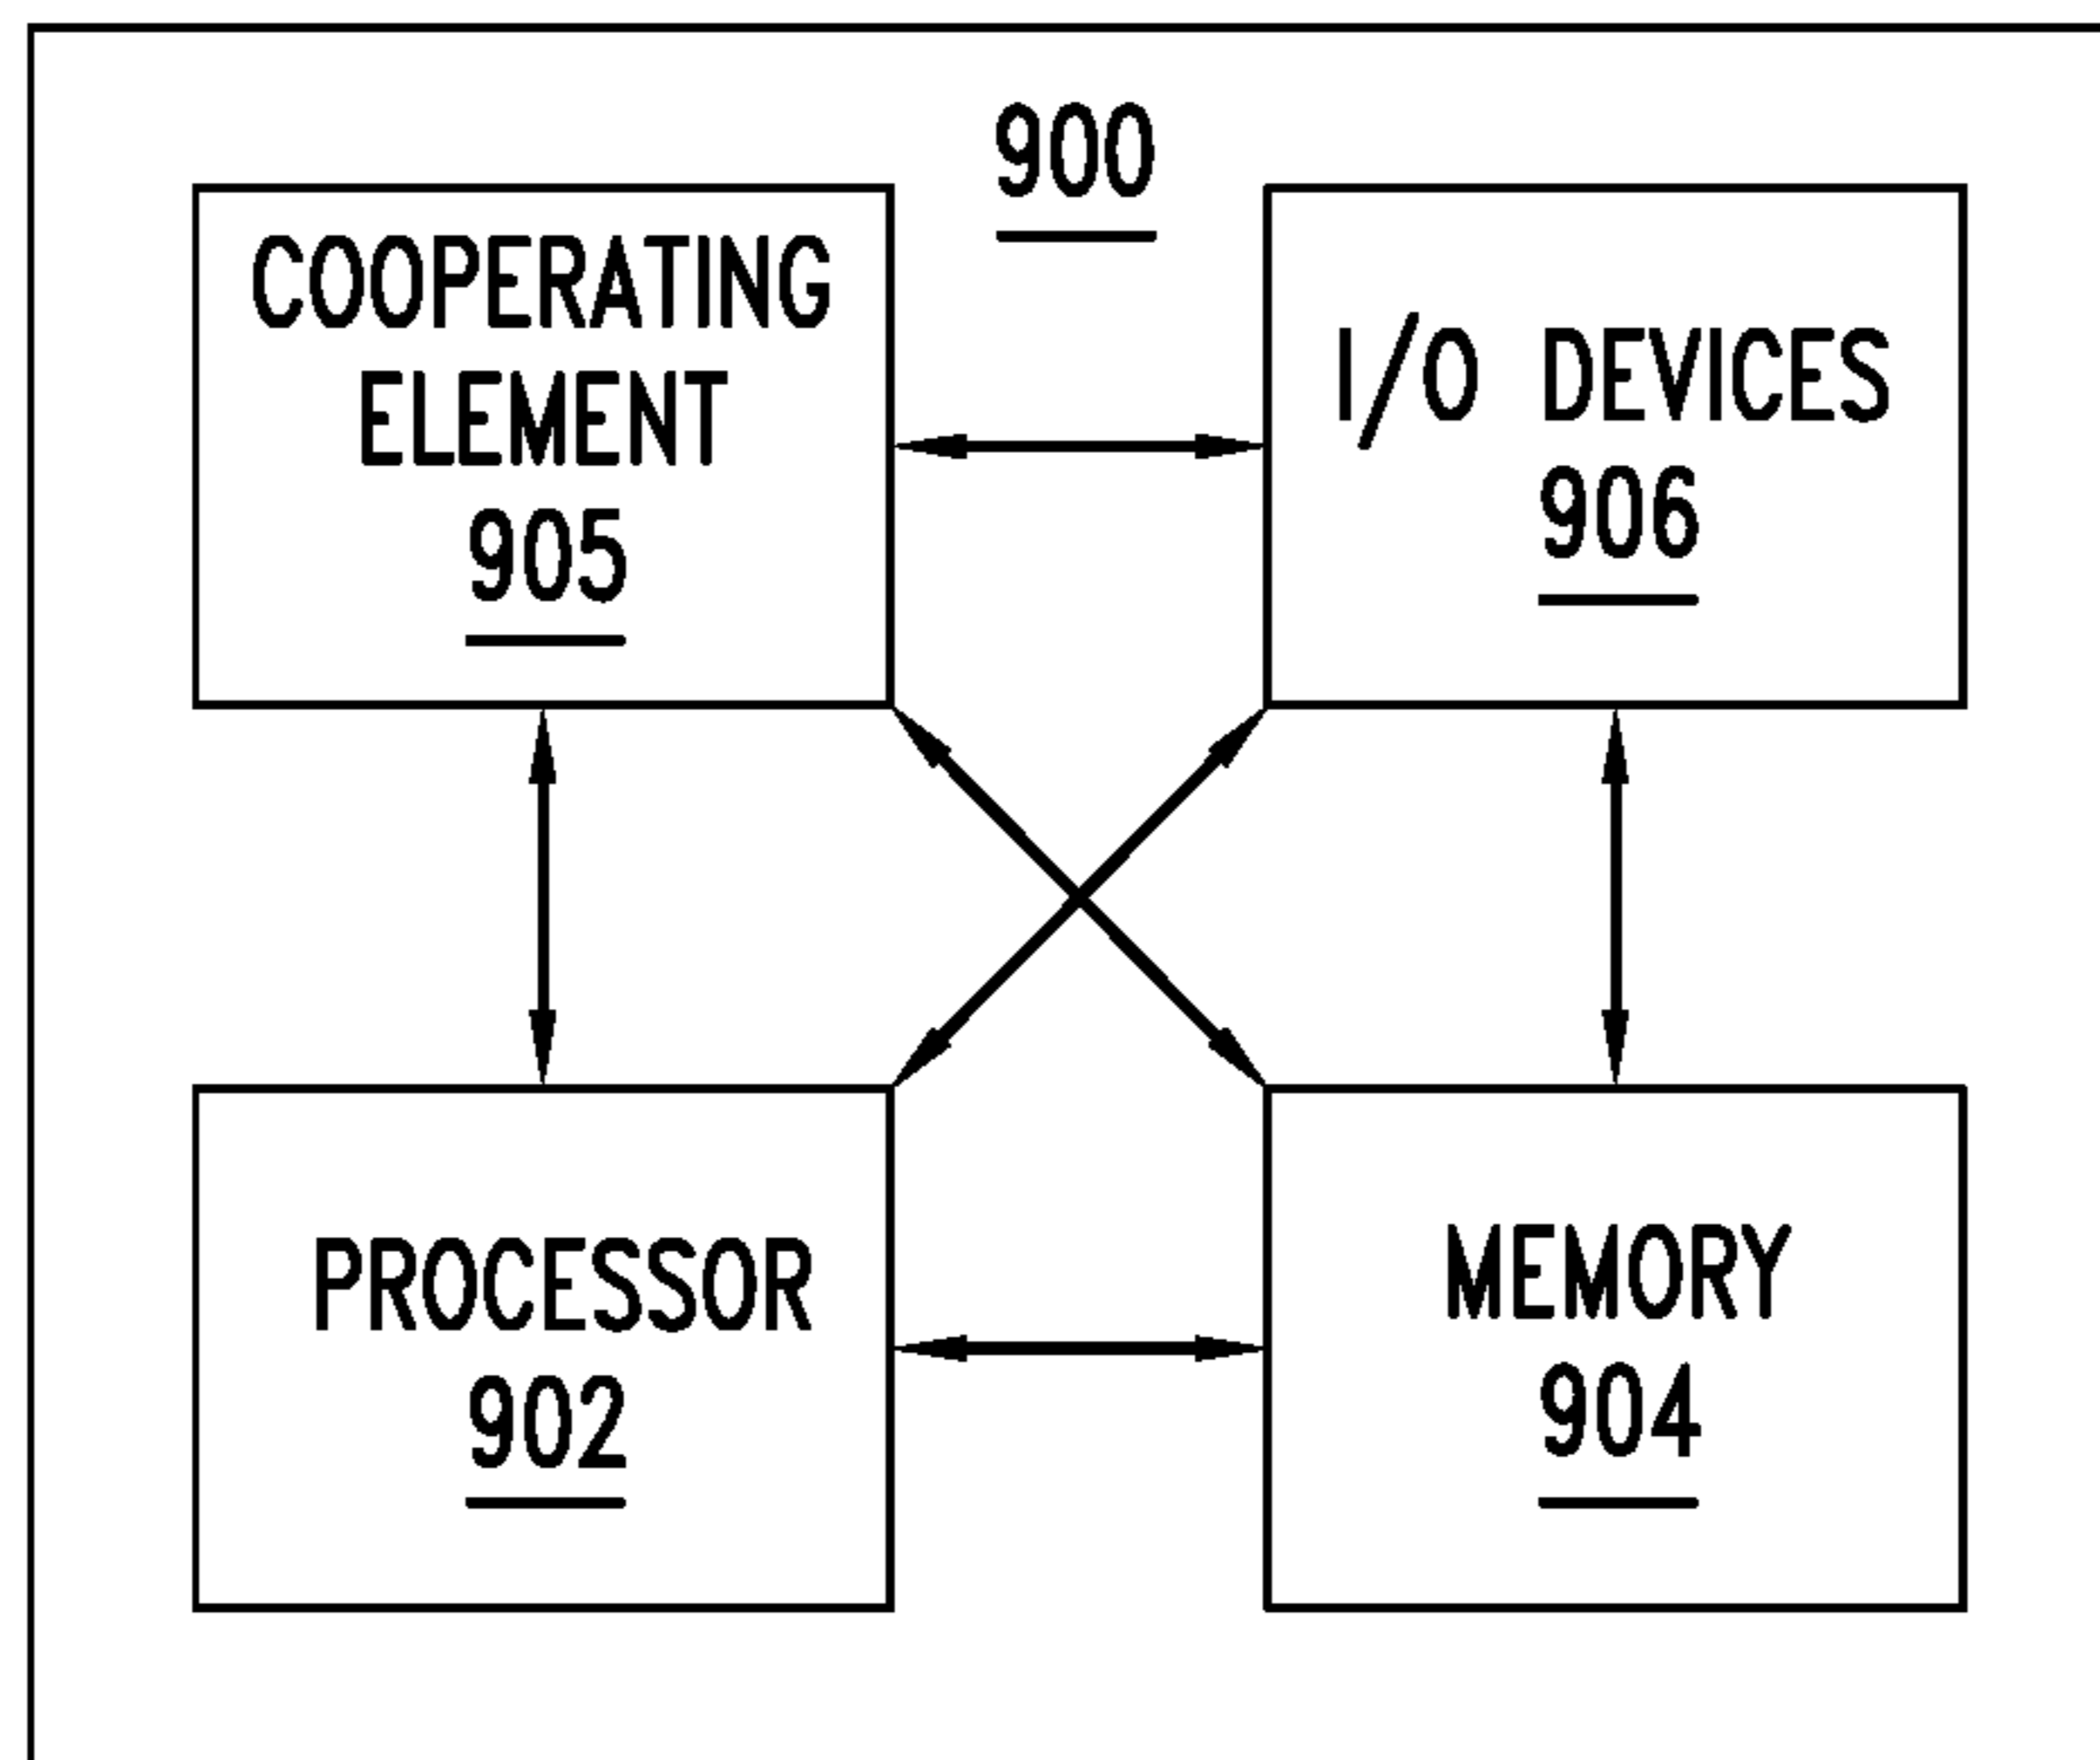 900
COOPERATING
ELEMENT
905
I/O DEVICES
906
PROCESSOR
902
MEMORY
904